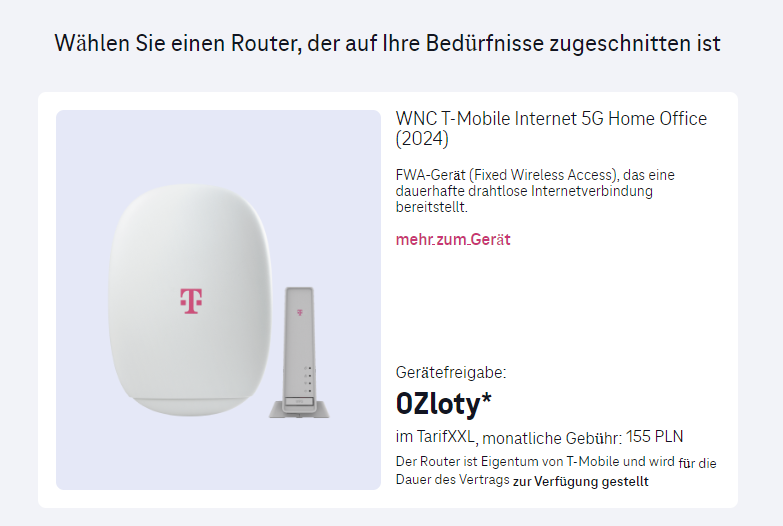 Wählen Sie einen Router, der auf Ihre Bedürfnisse zugeschnitten ist
WNC T-Mobile Internet 5G Home Office
(2024)
FWA-Gerät (Fixed Wireless Access), das eine
dauerhafte drahtlose Internetverbindung
bereitstellt.
mehr zum Gerät
T
T
Gerätefreigabe:
0Zloty*
im TarifXXL, monatliche Gebühr: 155 PLN
Der Router ist Eigentum von T-Mobile und wird für die
Dauer des Vertrags zur Verfügung gestellt